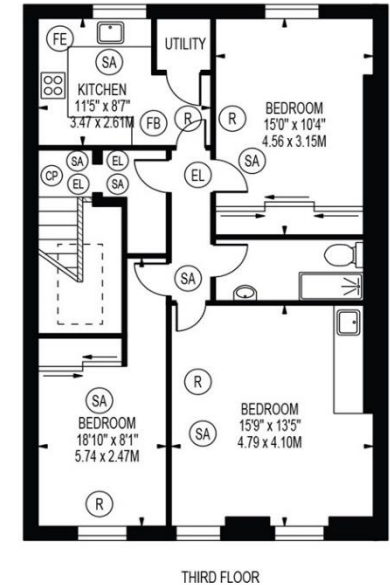 FE
UTILITY
SA
KITCHEN
11'5" x 8'7"
3.47 x 2.61M
FB
R
R
BEDROOM
15'0" x 10'4"
4.56 x 3.15M
SA
CP
SA
EL
EL
SA
EL
SA
SA
BEDROOM
18'10" x 8'1"
5.74 x 2.47M
R
R
SA
BEDROOM
15'9" x 13'5"
4.79 x 4.10M
THIRD FLOOR